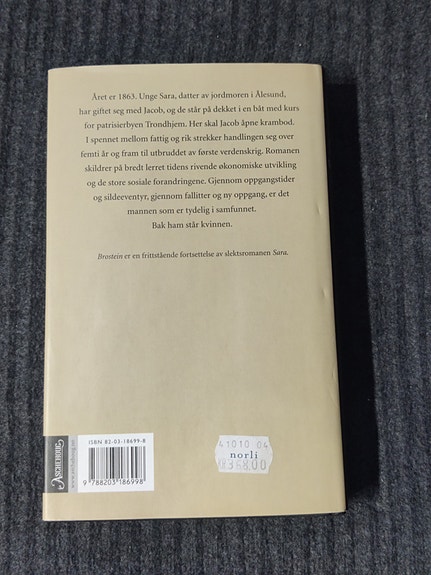 Året er 1863. Unge Sara, datter av jordmoren i Ålesund,
har giftet seg med Jacob, og de står på dekket i en båt med kurs
for patrisierbyen Trondhjem. Her skal Jacob åpne krambod.
I spennet mellom fattig og rik strekker handlingen seg over
femti år og fram til utbruddet av første verdenskrig. Romanen
skildrer på bredt lerret tidens rivende økonomiske utvikling
og de store sosiale forandringene. Gjennom oppgangstider
og sildeeventyr, gjennom fallitter og ny oppgang, er det
mannen som er tydelig i samfunnet.
Bak ham står kvinnen.
Brostein er en frittstående fortsettelse av slektsromanen Sara.
ASCHEHOUG
www.aschehoug.no
ISBN 82-03-18699-8
9 788203 186998
41010 04
norli
348.00